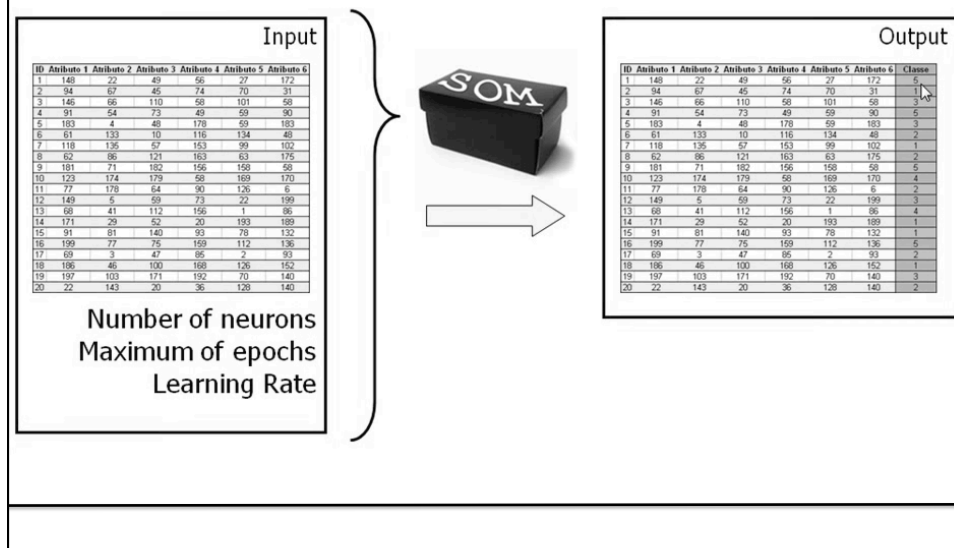 Input
ID Atributo 1 Atributo 2 Atributo 3 Atributo 4 Atributo 5 Atributo 6
1 148 22 49 56 27 172
2 94 67 45 74 70 31
3 146 66 110 58 101 58
4 91 54 73 49 59 90
5 183 4 48 178 59 183
6 61 133 10 116 134 48
7 118 135 57 153 99 102
8 62 86 121 163 63 175
9 181 71 182 156 158 58
10 123 174 179 58 169 170
11 77 178 64 90 126 6
12 149 5 59 73 22 199
13 68 41 112 156 1 86
14 171 29 52 20 193 189
15 91 81 140 93 78 132
16 199 77 75 159 112 136
17 69 3 47 85 2 93
18 186 46 100 168 126 152
19 197 103 171 192 70 140
20 22 143 20 36 128 140
Number of neurons
Maximum of epochs
Learning Rate
SOM
Output
ID Atributo 1 Atributo 2 Atributo 3 Atributo 4 Atributo 5 Atributo 6 Classe
1 148 22 49 56 27 172 5
2 94 67 45 74 70 31 1
3 146 66 110 58 101 58 3
4 91 54 73 49 59 90 5
5 183 4 48 178 59 183 3
6 61 133 10 116 134 48 2
7 118 135 57 153 99 102 1
8 62 86 121 163 63 175 2
9 181 71 182 156 158 58 5
10 123 174 179 58 169 170 4
11 77 178 64 90 126 6 2
12 149 5 59 73 22 199 3
13 68 41 112 156 1 86 4
14 171 29 52 20 193 189 1
15 91 81 140 93 78 132 1
16 199 77 75 159 112 136 5
17 69 3 47 85 2 93 2
18 186 46 100 168 126 152 1
19 197 103 171 192 70 140 3
20 22 143 20 36 128 140 2